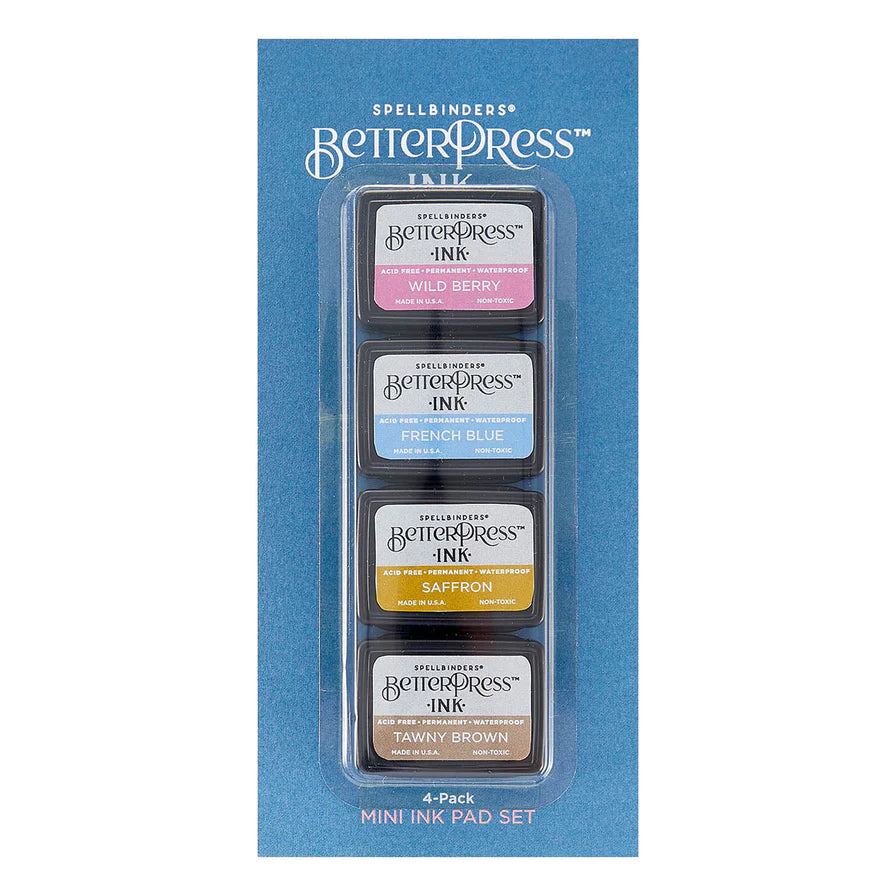 SPELLBINDERS®
BETTERPRESS™
INK
SPELLBINDERS®
BETTERPRESS™
·INK·
ACID FREE • PERMANENT • WATERPROOF
WILD BERRY
MADE IN U.S.A. NON-TOXIC
SPELLBINDERS®
BETTERPRESS™
·INK·
ACID FREE • PERMANENT • WATERPROOF
FRENCH BLUE
MADE IN U.S.A. NON-TOXIC
SPELLBINDERS®
BETTERPRESS™
·INK·
ACID FREE • PERMANENT • WATERPROOF
SAFFRON
MADE IN U.S.A. NON-TOXIC
SPELLBINDERS®
BETTERPRESS™
·INK·
ACID FREE • PERMANENT • WATERPROOF
TAWNY BROWN
MADE IN U.S.A. NON-TOXIC
4-Pack
MINI INK PAD SET